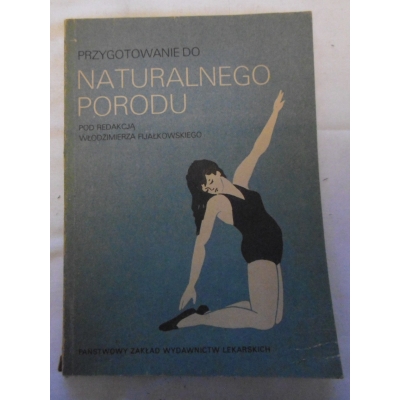 PRZYGOTOWANIE DO
NATURALNEGO
PORODU
POD REDAKCJĄ
WŁODZIMIERZA FIJAŁKOWSKIEGO
PAŃSTWOWY ZAKŁAD WYDAWNICTW LEKARSKICH